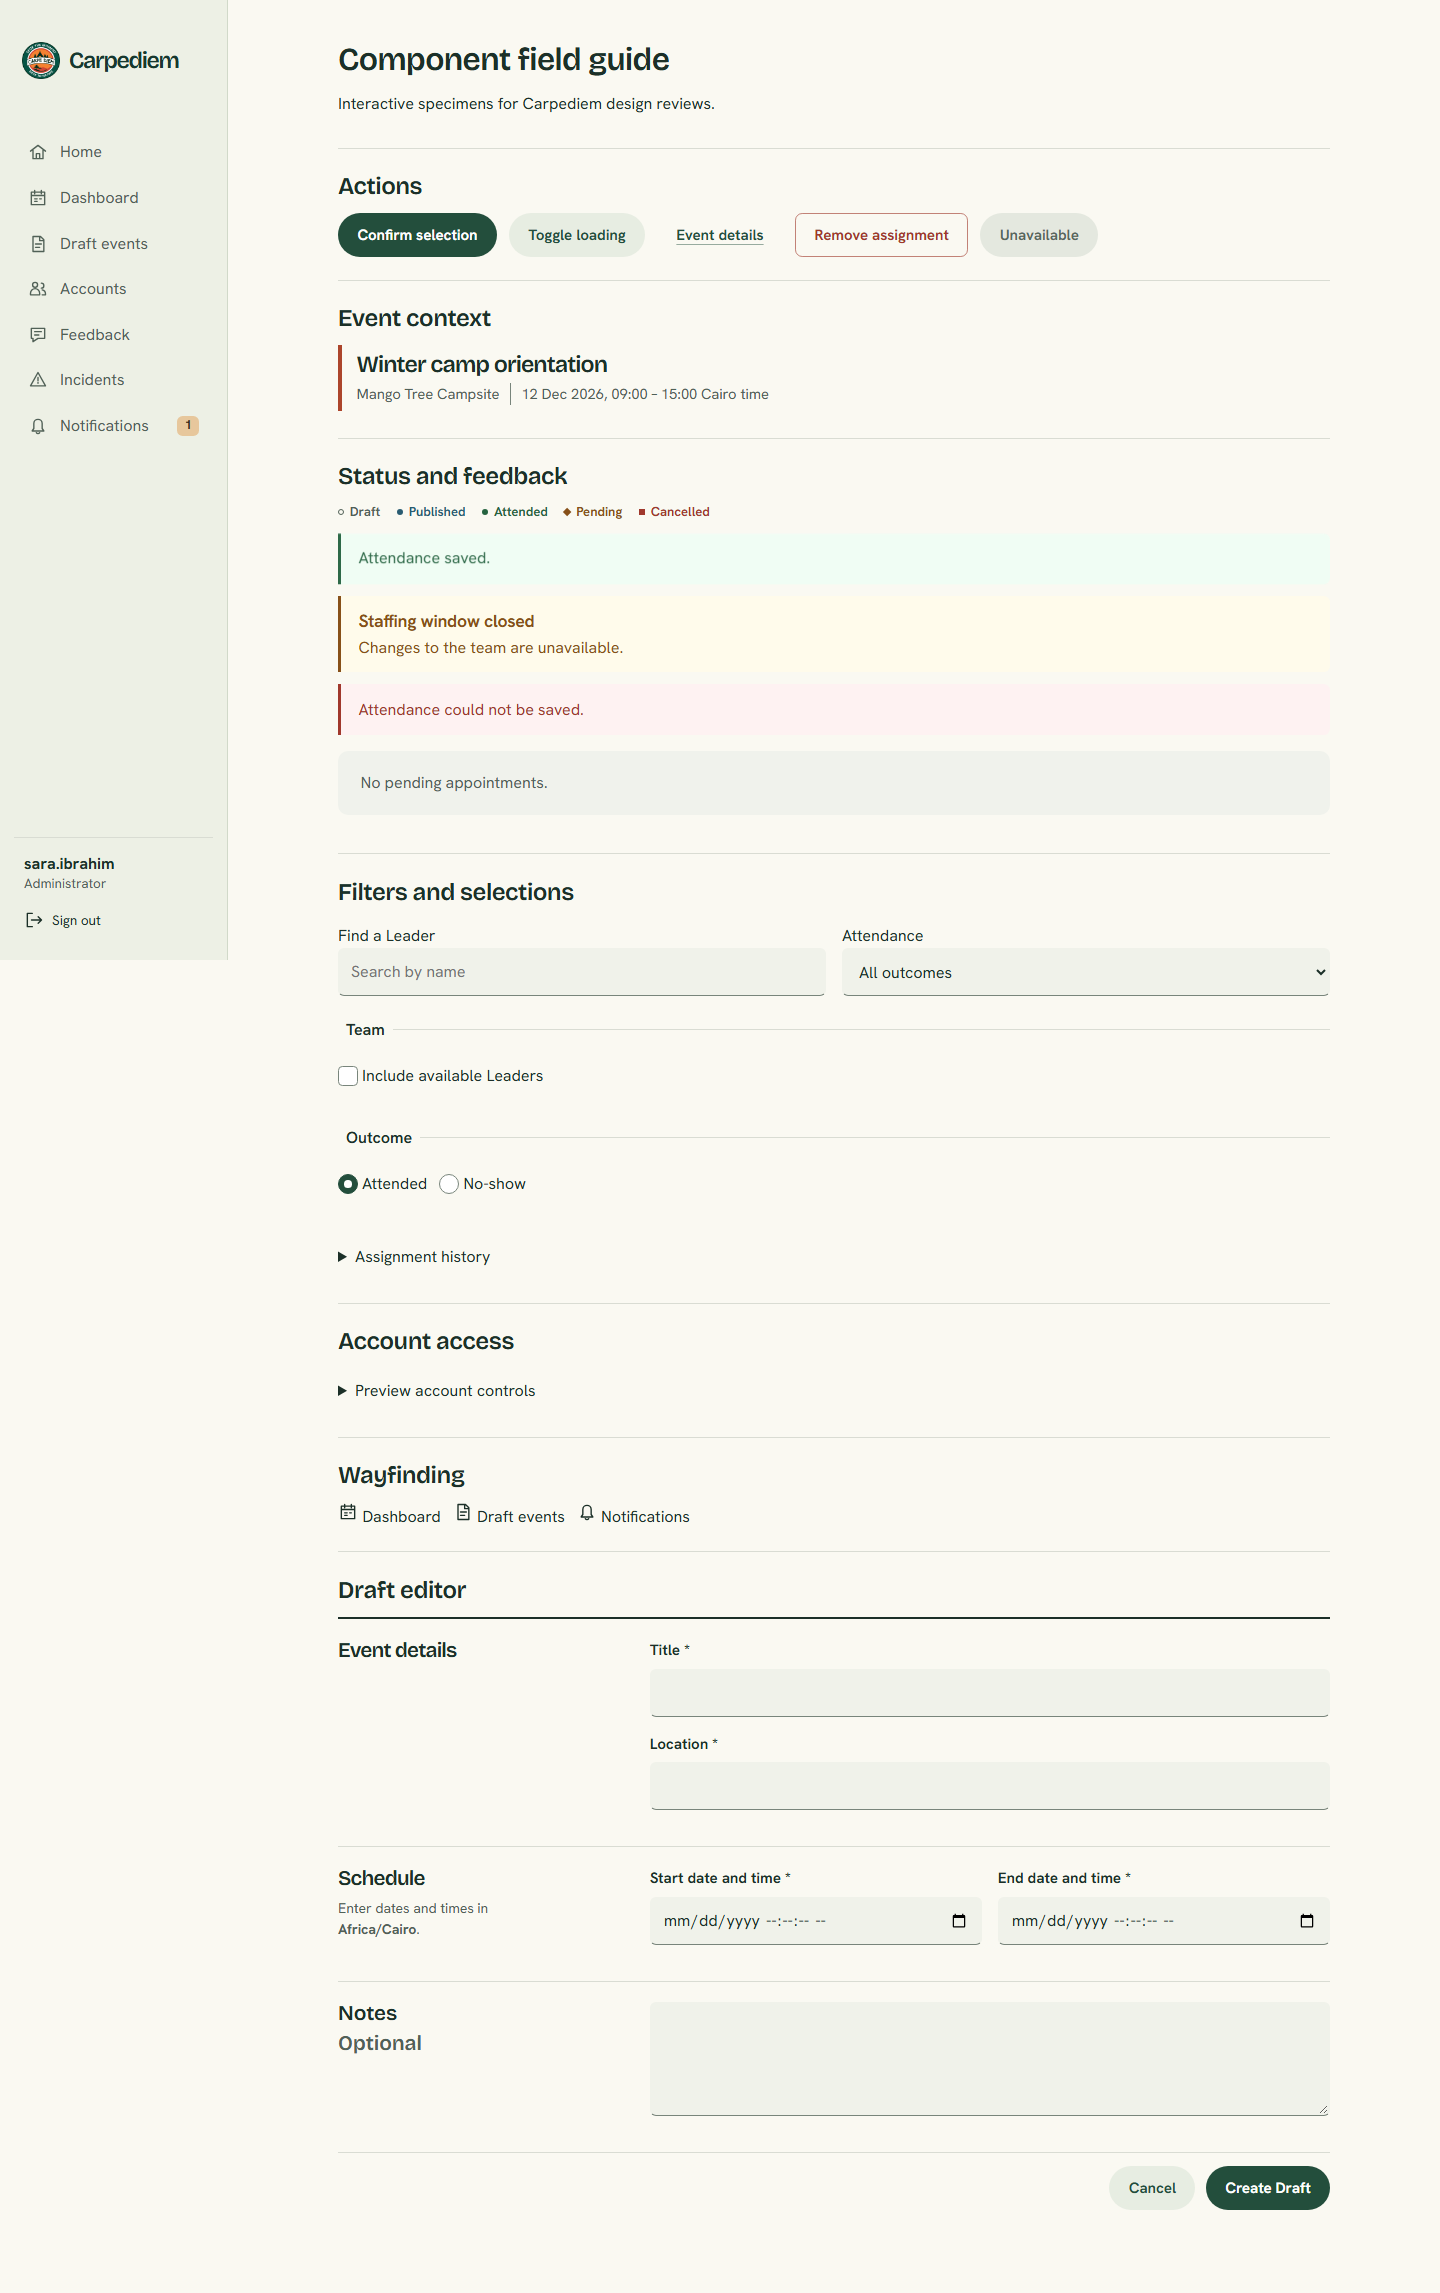 Carpediem
Home
Dashboard
Draft events
Accounts
Feedback
Incidents
Notifications 1
sara.ibrahim
Administrator
Sign out
Component field guide
Interactive specimens for Carpediem design reviews.
Actions
Confirm selection Toggle loading Event details Remove assignment Unavailable
Event context
Winter camp orientation
Mango Tree Campsite 12 Dec 2026, 09:00 – 15:00 Cairo time
Status and feedback
Draft Published Attended Pending Cancelled
Attendance saved.
Staffing window closed
Changes to the team are unavailable.
Attendance could not be saved.
No pending appointments.
Filters and selections
Find a Leader Attendance
Search by name All outcomes
Team
Include available Leaders
Outcome
Attended No-show
Assignment history
Account access
Preview account controls
Wayfinding
Dashboard Draft events Notifications
Draft editor
Event details
Title *
Location *
Schedule
Enter dates and times in
Africa/Cairo.
Start date and time * End date and time *
mm/dd/yyyy --:--:-- -- mm/dd/yyyy --:--:-- --
Notes
Optional
Cancel Create Draft